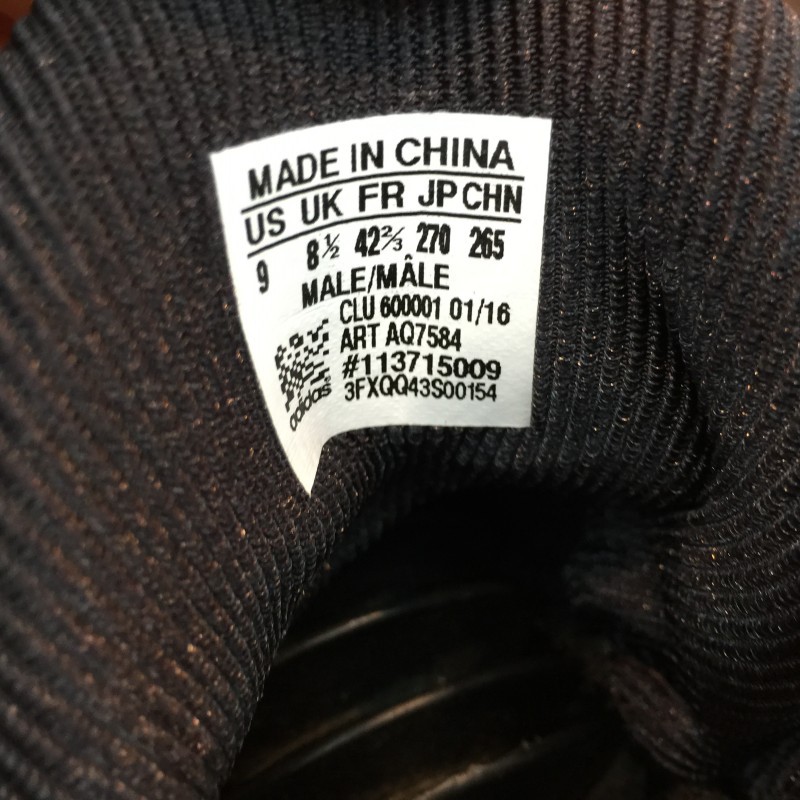 MADE IN CHINA
US UK FR JP CHN
9 8½ 42⅔ 270 265
MALE/MÂLE
CLU 600001 01/16
ART AQ7584
#113715009
3FXQQ43S00154
adidas